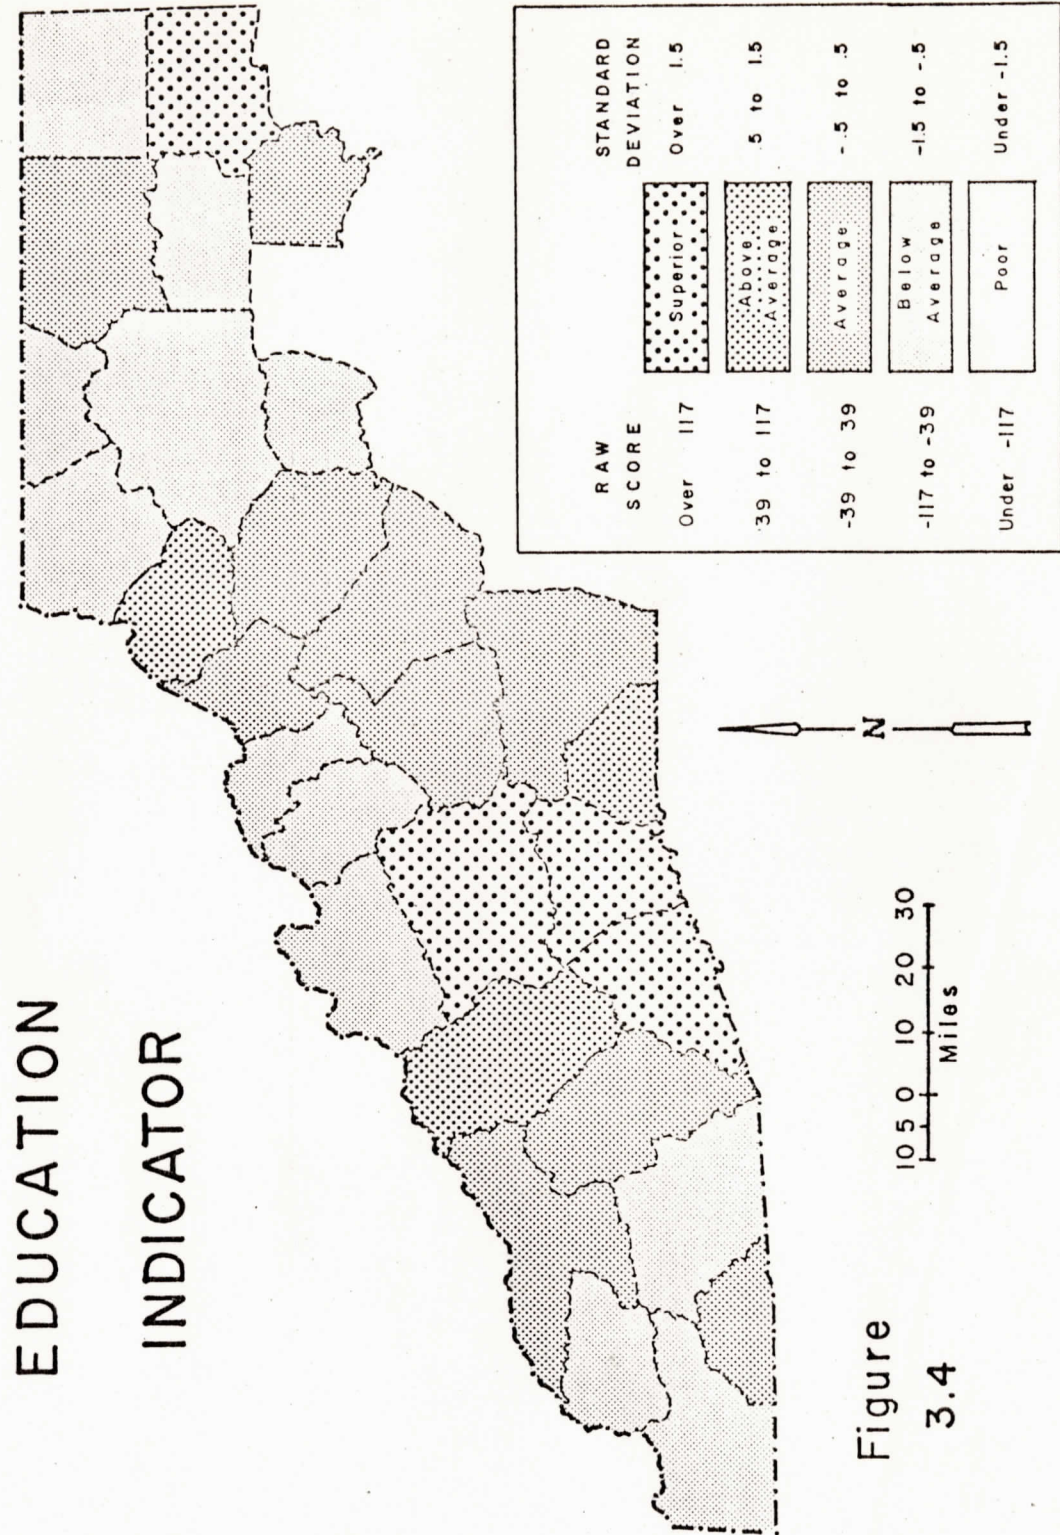 EDUCATION
INDICATOR
RAW SCORE
STANDARD DEVIATION
Over 117
Superior
Over 1.5
39 to 117
Above Average
.5 to 1.5
-39 to 39
Average
-.5 to .5
-117 to -39
Below Average
-1.5 to -.5
Under -117
Poor
Under -1.5
N
10 5 0 10 20 30
Miles
Figure
3.4